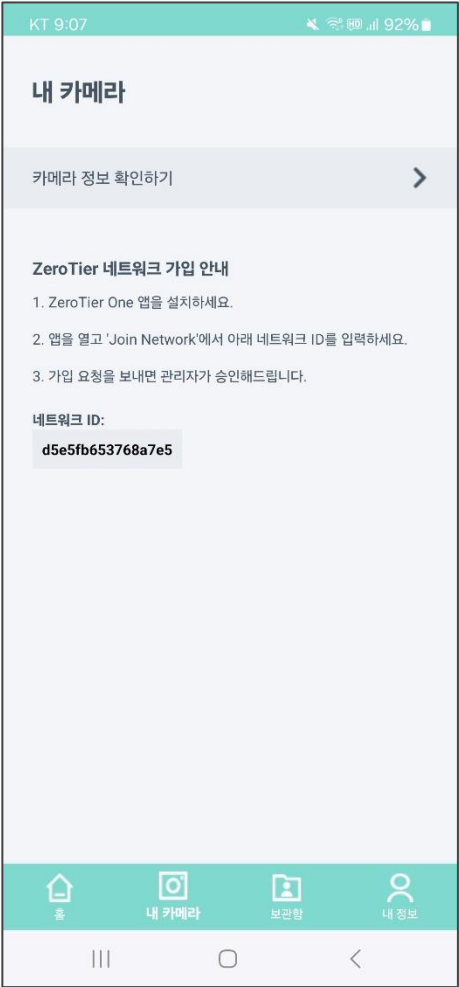 KT 9:07
HD 92%
내 카메라
카메라 정보 확인하기
ZeroTier 네트워크 가입 안내
1. ZeroTier One 앱을 설치하세요.
2. 앱을 열고 'Join Network'에서 아래 네트워크 ID를 입력하세요.
3. 가입 요청을 보내면 관리자가 승인해드립니다.
네트워크 ID:
d5e5fb653768a7e5
홈
내 카메라
보관함
내 정보